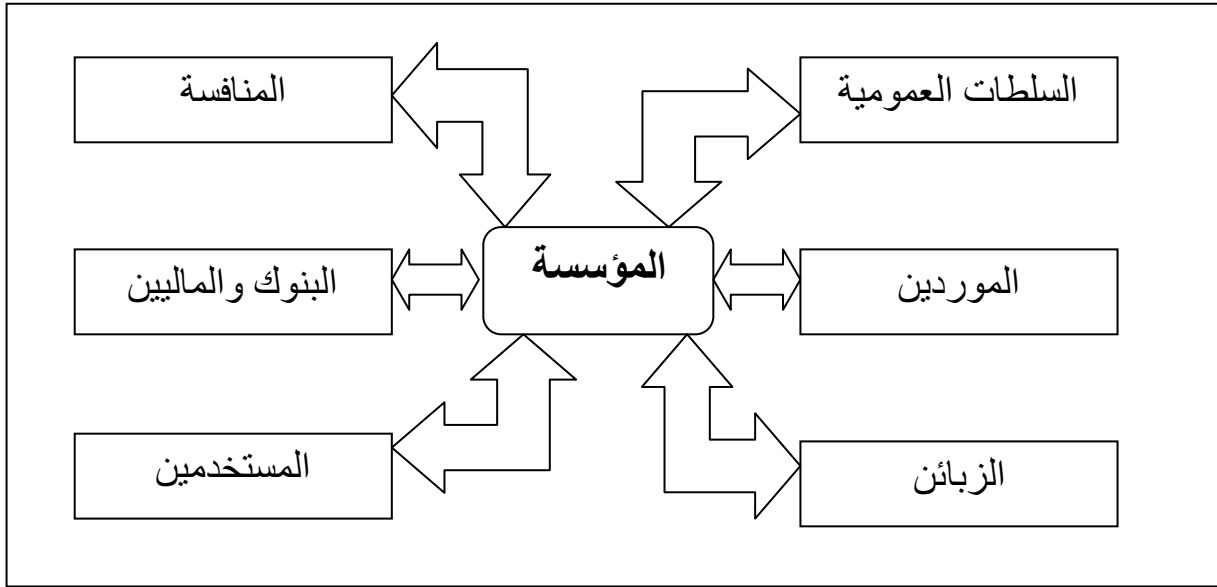 السلطات العمومية
المنافسة
المؤسسة
الموردين
البنوك والماليين
الزبائن
المستخدمين